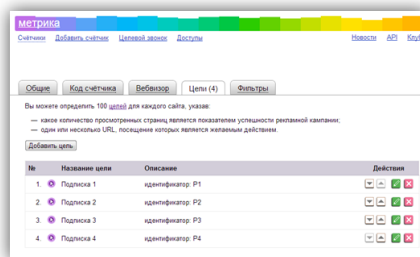 метрика
Счётчики Добавить счётчик Целевой звонок Доступы Новости API Клуб
Общие Код счётчика Вебвизор Цели (4) Фильтры
Вы можете определить 100 целей для каждого сайта, указав:
— какое количество просмотренных страниц является показателем успешности рекламной кампании;
— один или несколько URL, посещение которых является желаемым действием.
Добавить цель
№ Название цели Описание Действия
1. Подписка 1 идентификатор: P1
2. Подписка 2 идентификатор: P2
3. Подписка 3 идентификатор: P3
4. Подписка 4 идентификатор: P4